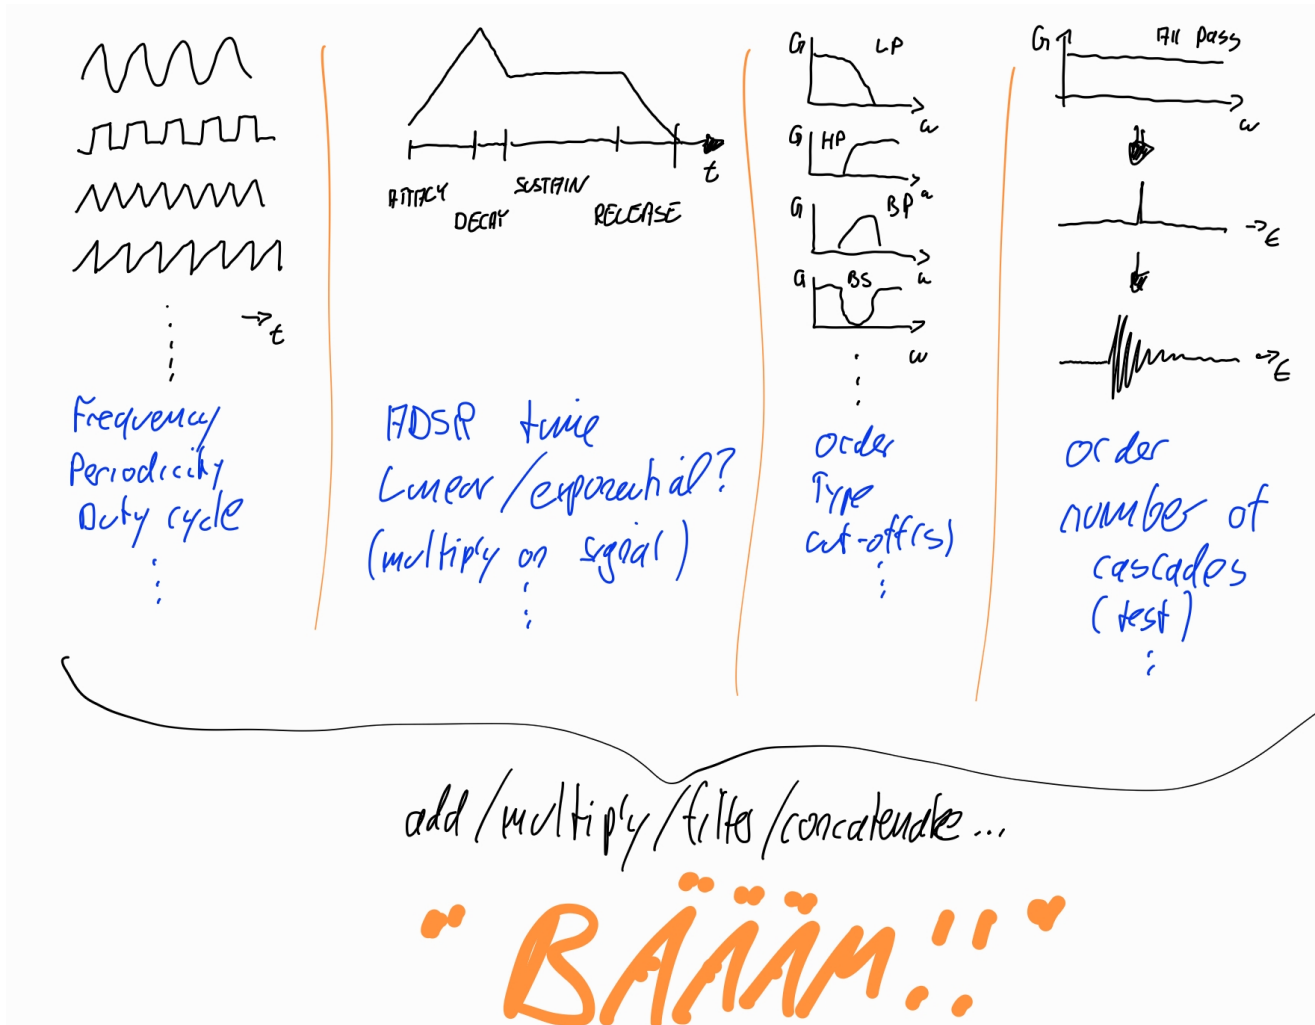 t
Frequency
Periodicity
Duty cycle
ATTACK
DECAY
SUSTAIN
RELEASE
t
ADSR time
Linear/exponential?
(multiply on signal)
G LP
ω
G HP
ω
G BP
ω
G BS
ω
order
Type
cut-off(s)
G All pass
ω
t
t
order
number of
cascades
(test)
add/multiply/filter/concatenate...
"BÄÄÄM!!"